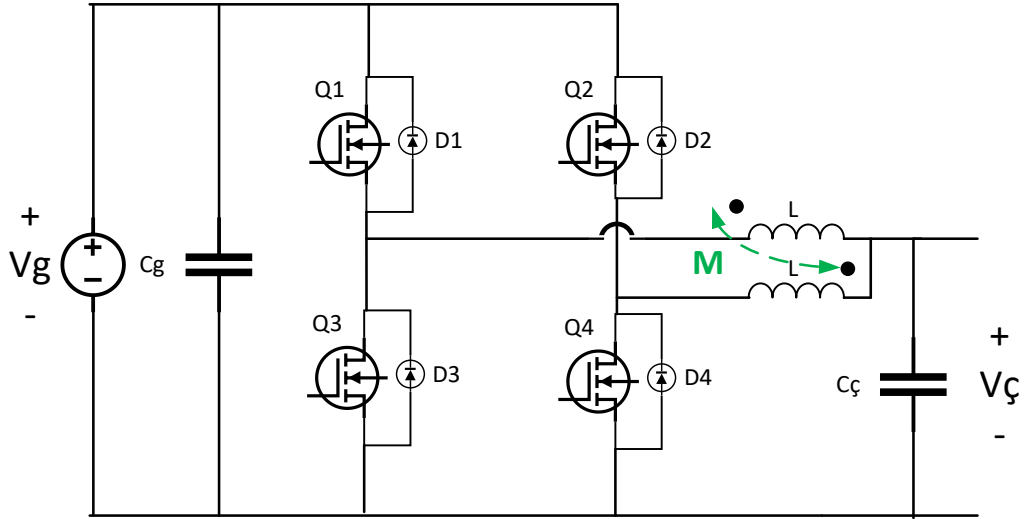 Q1
Q2
D1
D2
+
Vg
-
+
-
Cg
L
M
L
Q3
Q4
D3
D4
Cç
+
Vç
-